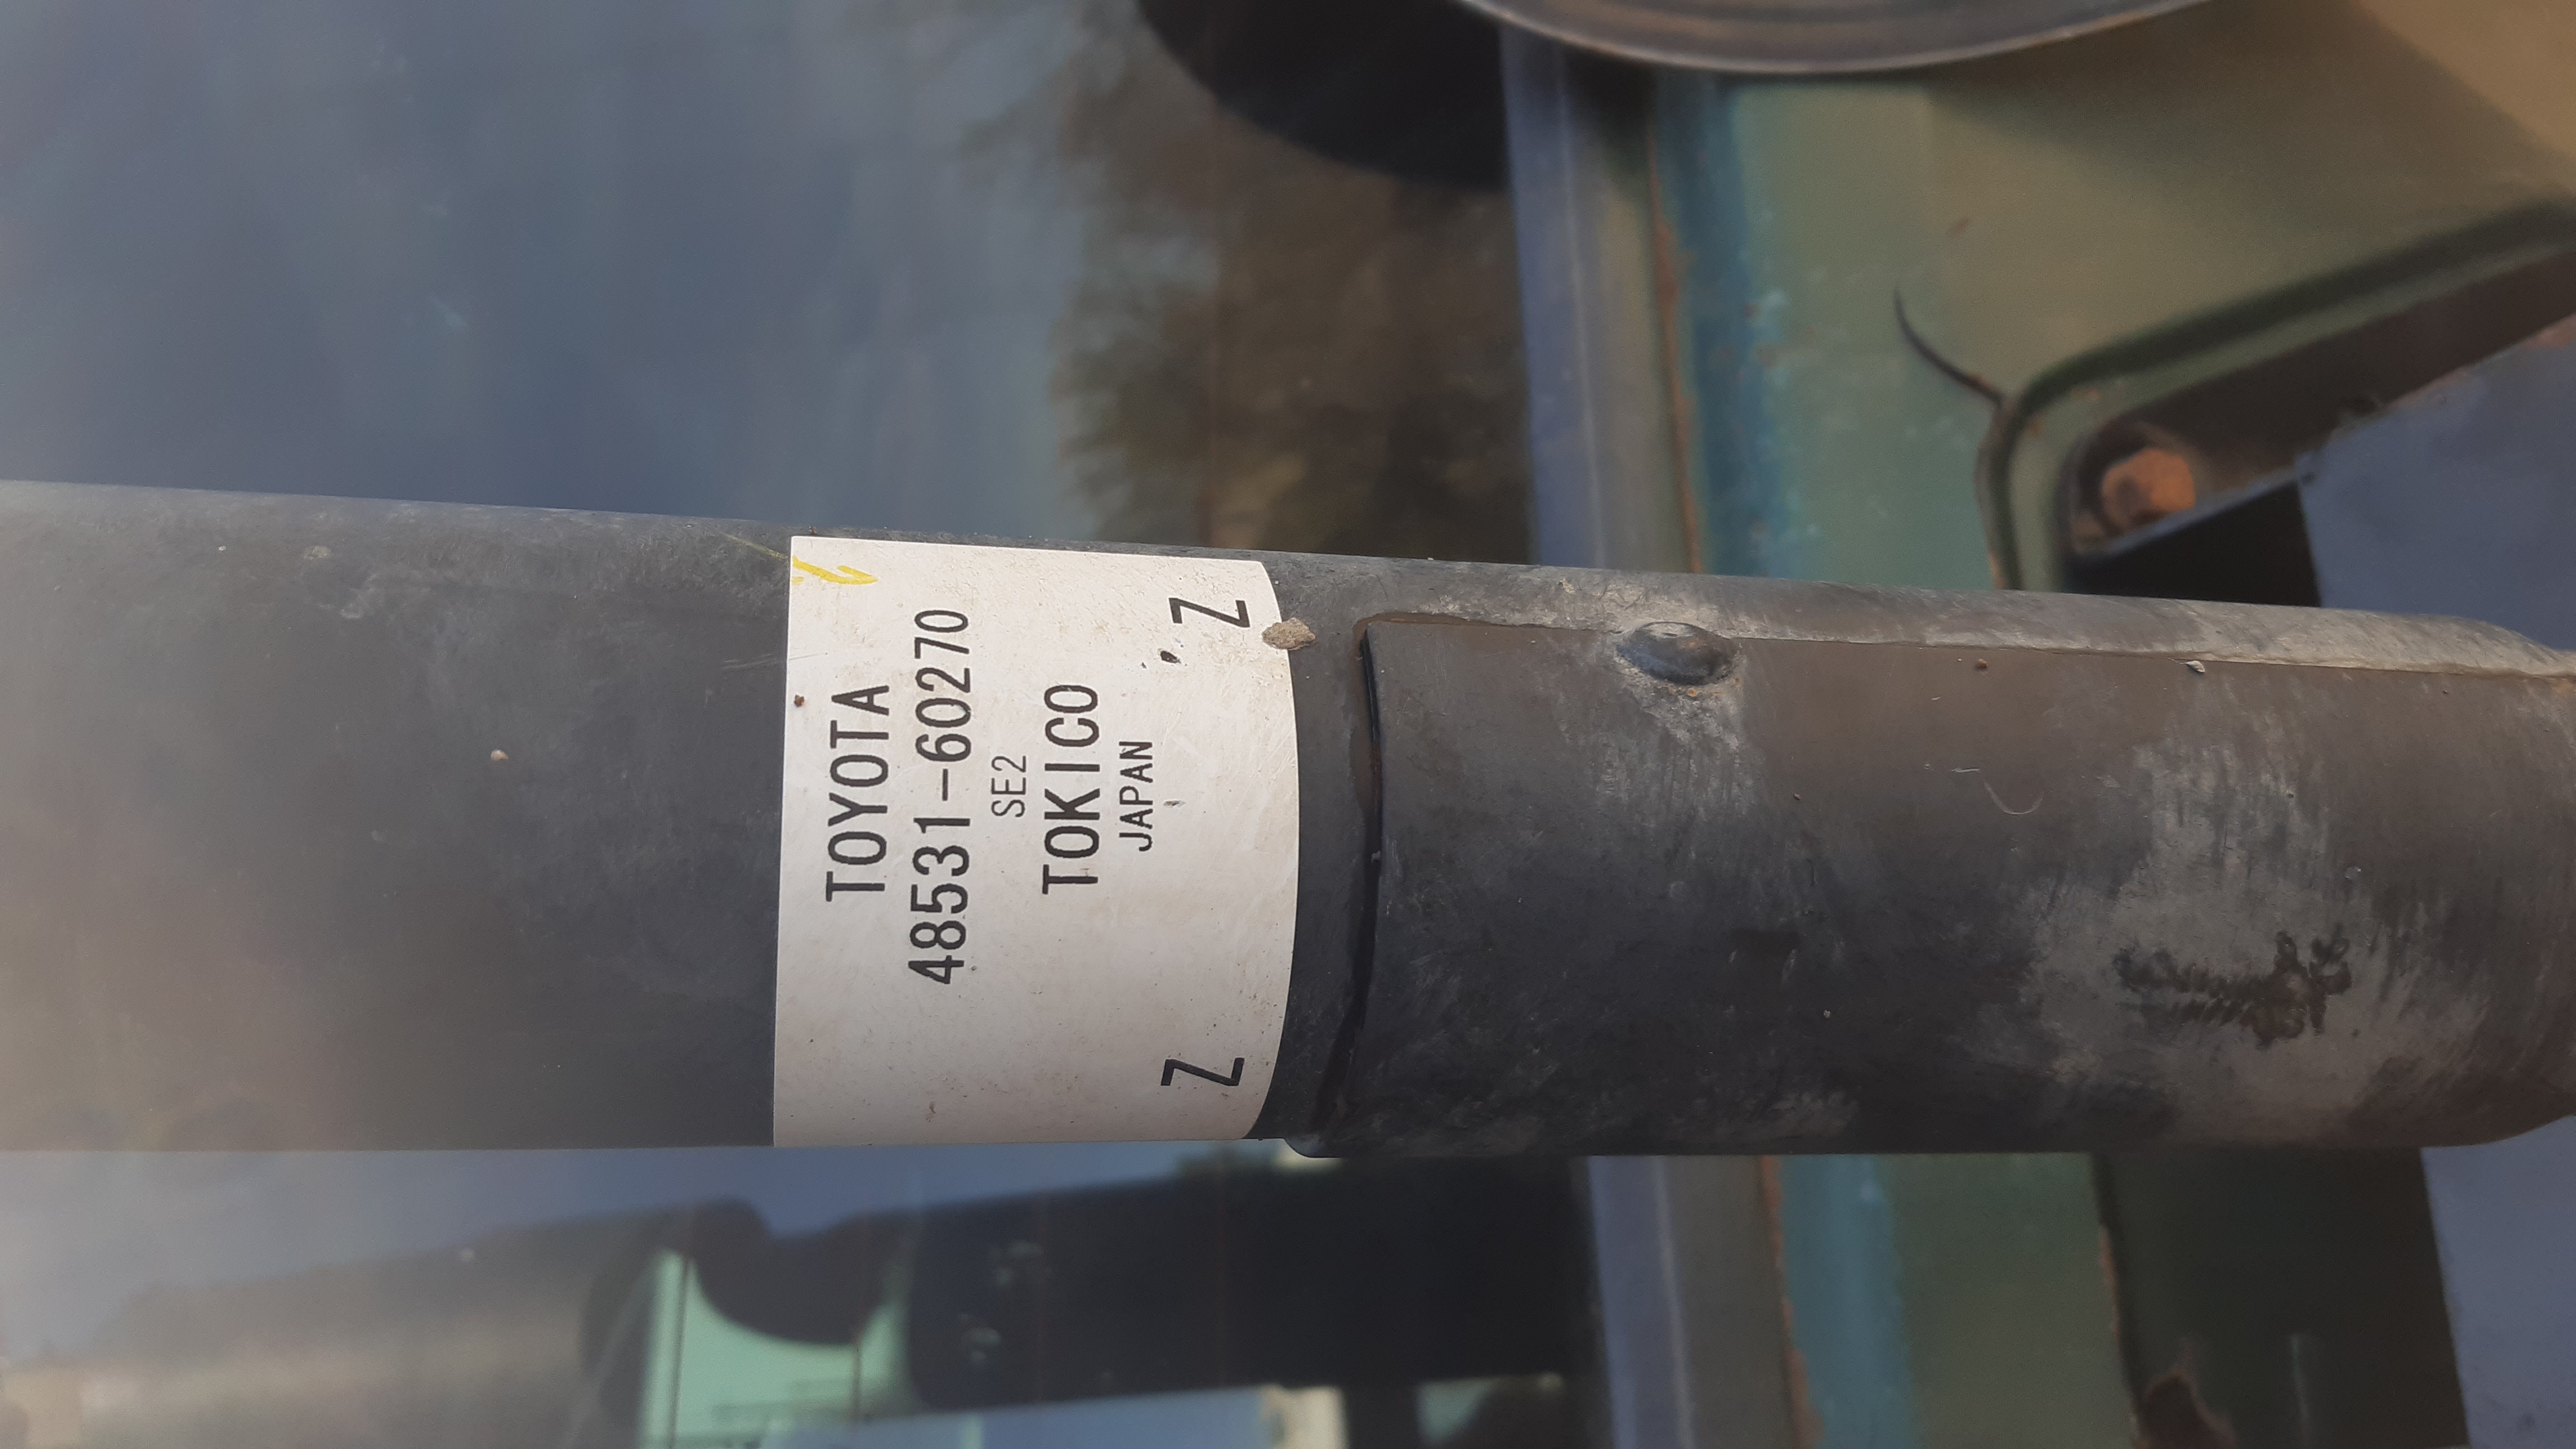 TOYOTA
48531-60270
SE2
TOKICO
JAPAN
Z Z